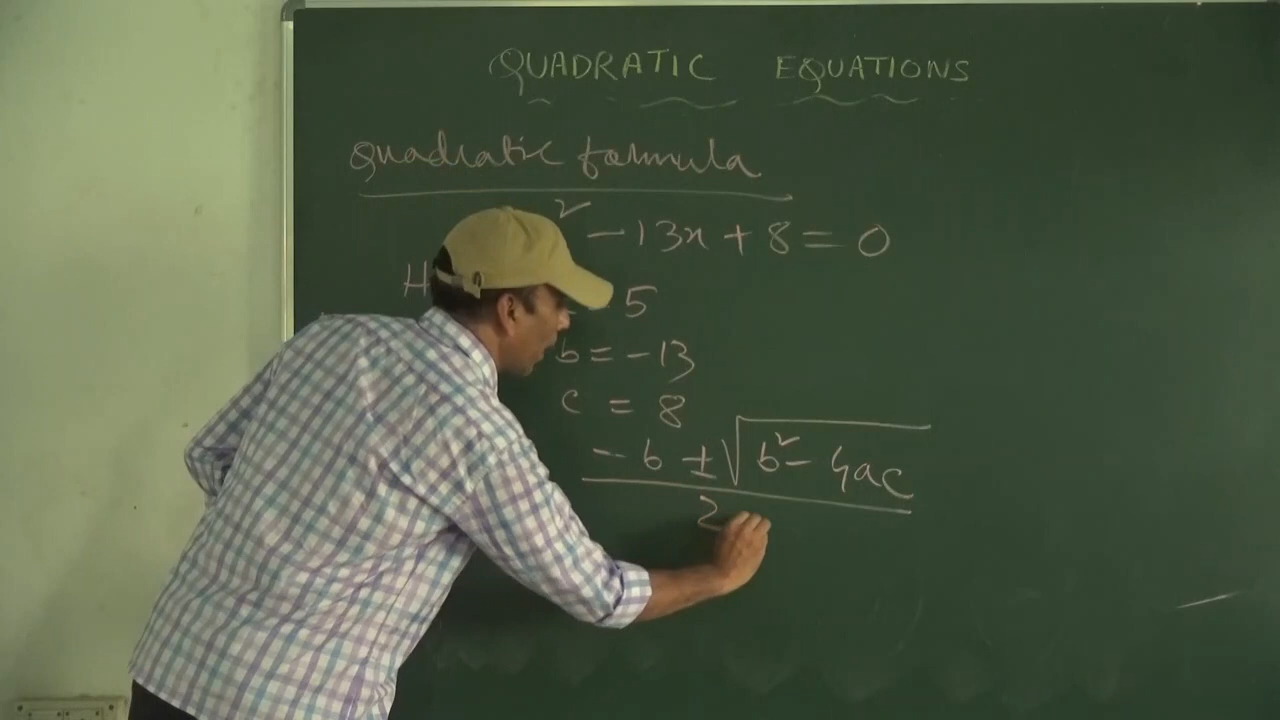 QUADRATIC EQUATIONS
Quadratic formula
² - 13x + 8 = 0
H 5
b = - 13
c = 8
- b ± √b² - 4ac
2